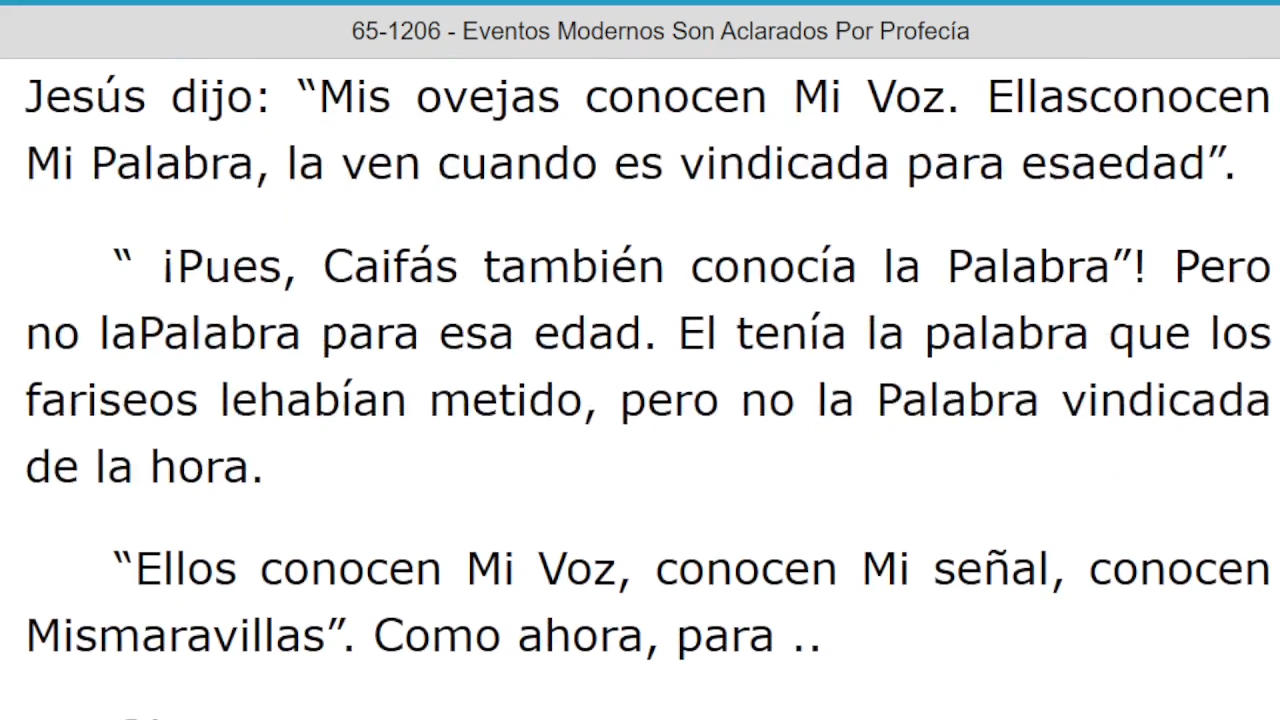 65-1206 - Eventos Modernos Son Aclarados Por Profecía
Jesús dijo: “Mis ovejas conocen Mi Voz. Ellasconocen
Mi Palabra, la ven cuando es vindicada para esaedad”.
“ ¡Pues, Caifás también conocía la Palabra”! Pero
no laPalabra para esa edad. El tenía la palabra que los
fariseos lehabían metido, pero no la Palabra vindicada
de la hora.
“Ellos conocen Mi Voz, conocen Mi señal, conocen
Mismaravillas”. Como ahora, para ..